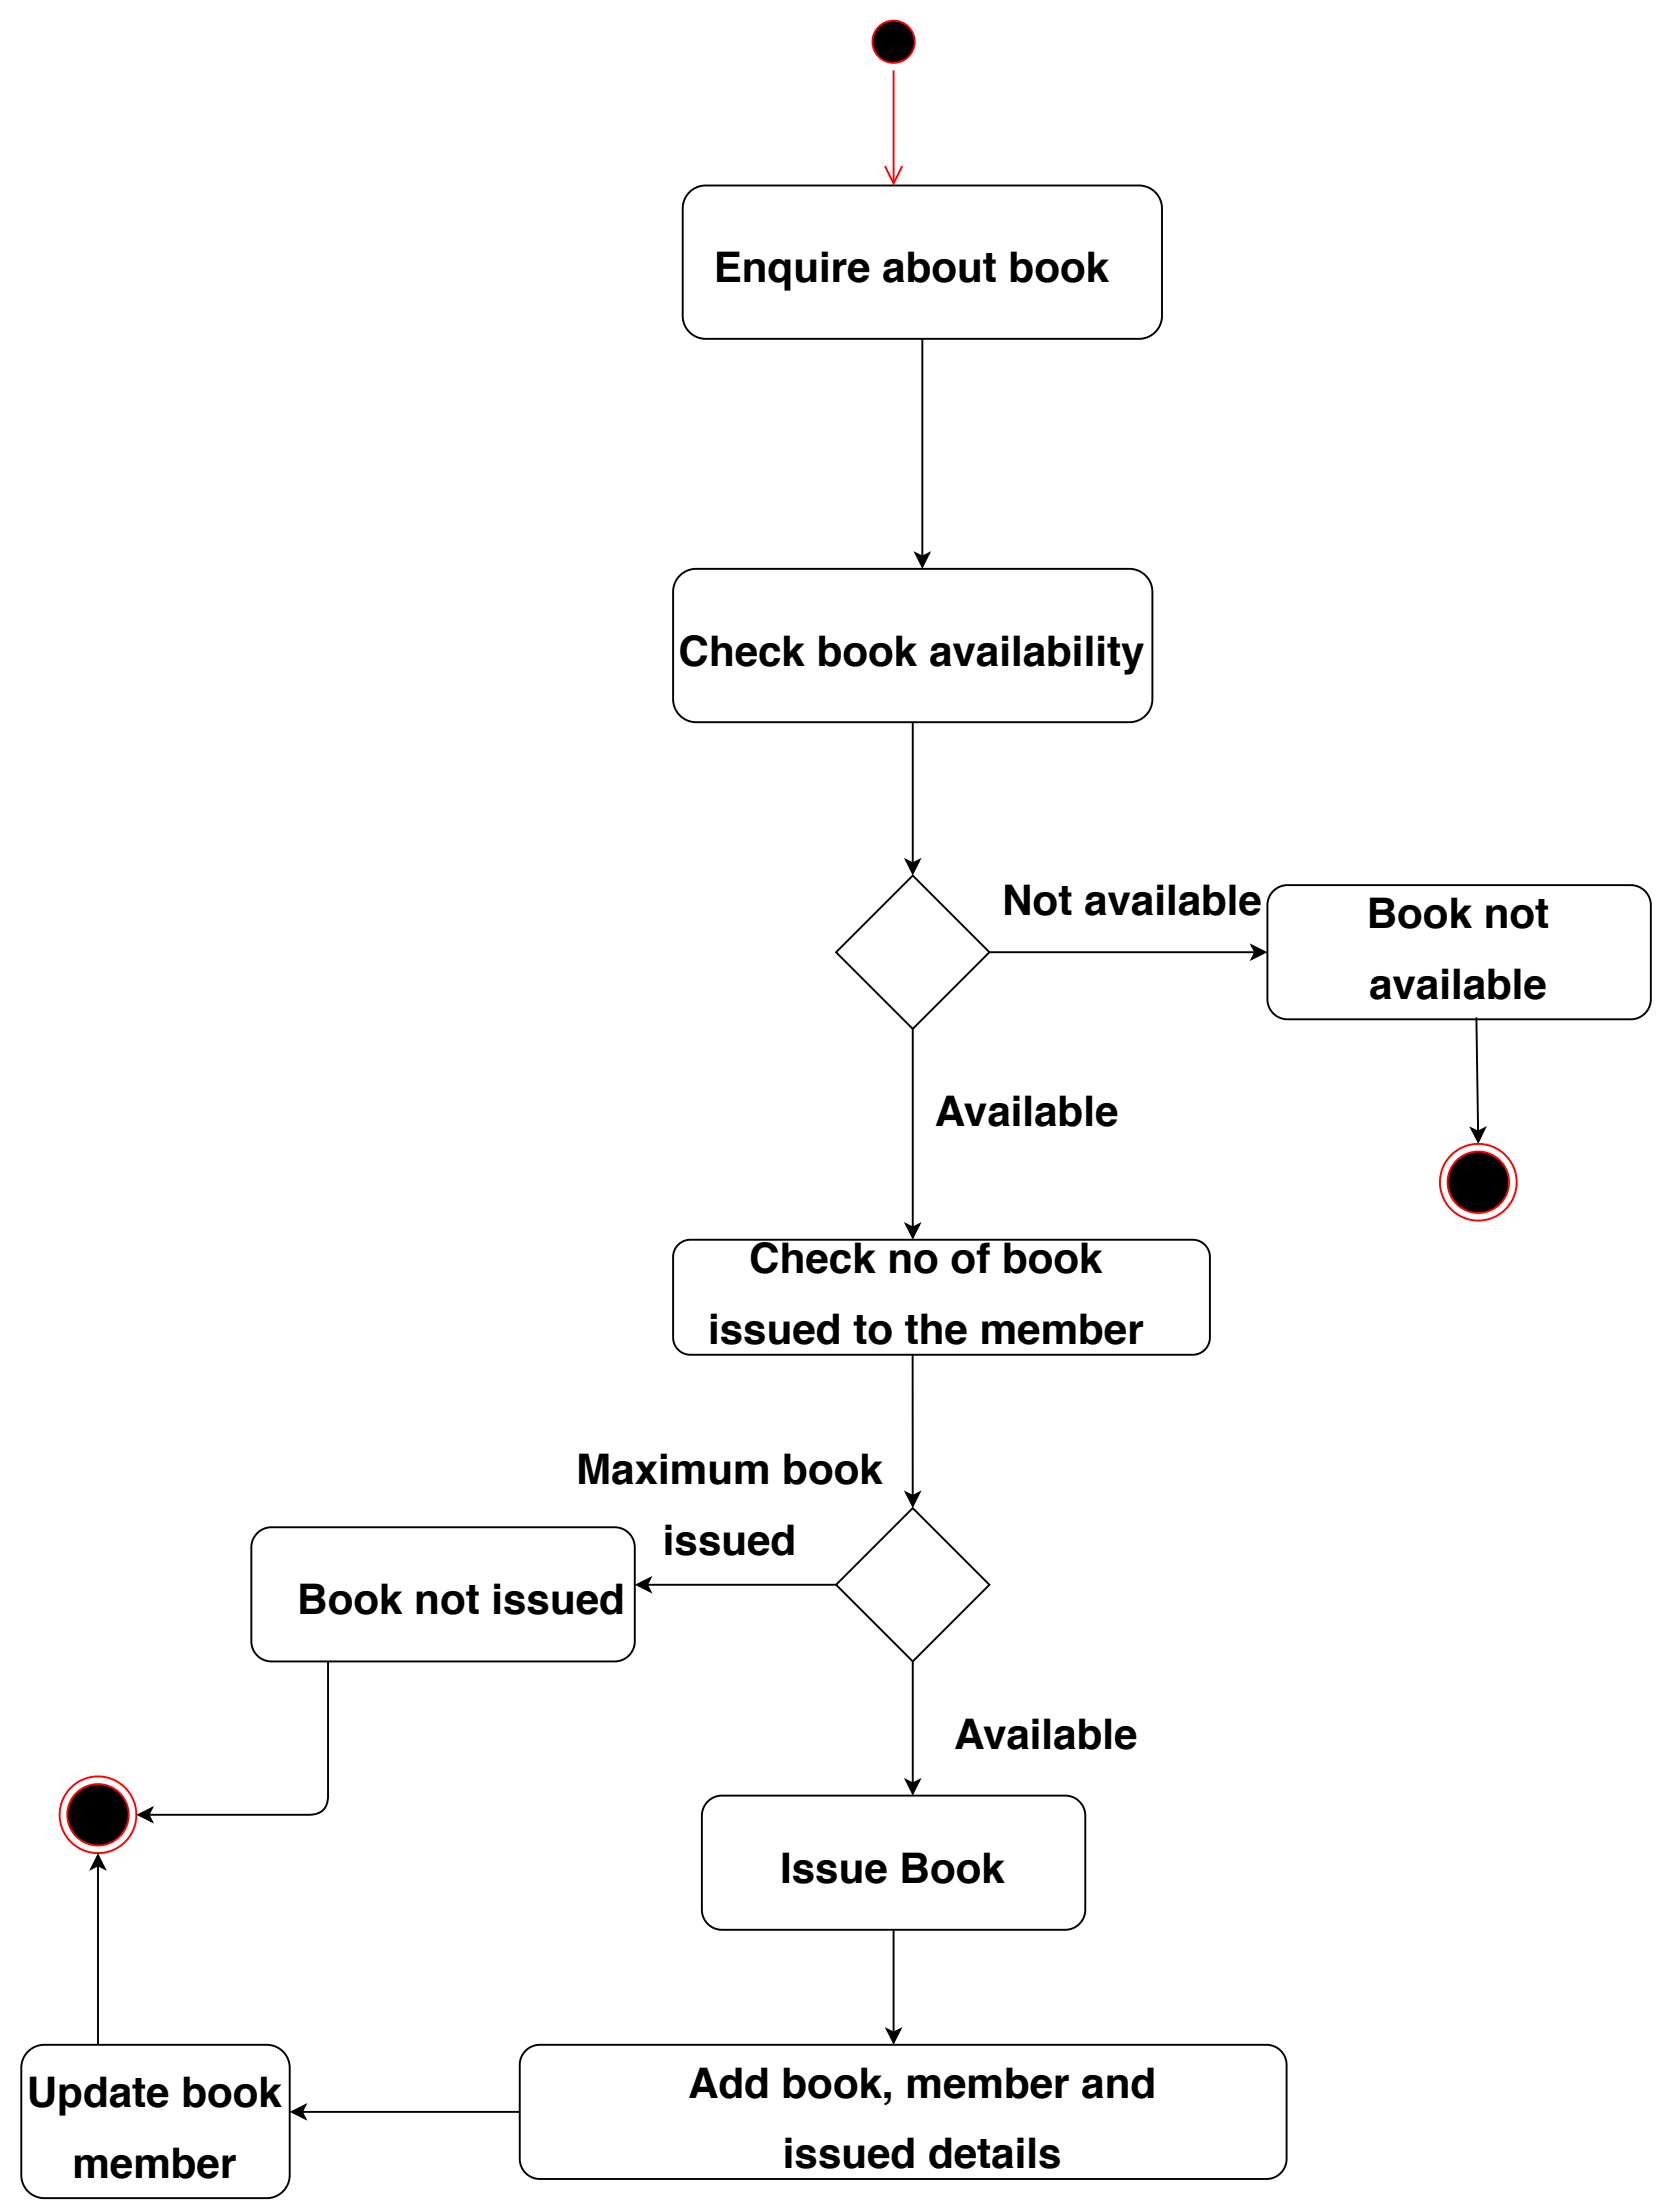 Enquire about book
Check book availability
Not available
Book not
available
Available
Check no of book
issued to the member
Maximum book
issued
Book not issued
Available
Issue Book
Add book, member and
issued details
Update book
member